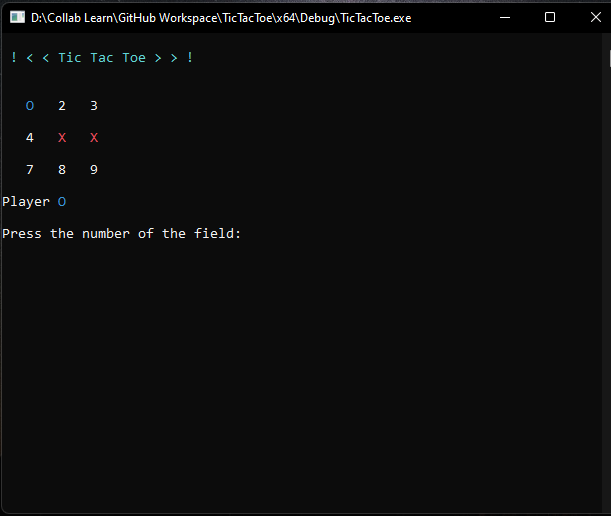 D:\Collab Learn\GitHub Workspace\TicTacToe\x64\Debug\TicTacToe.exe
! < < Tic Tac Toe > > !
O 2 3
4 X X
7 8 9
Player O
Press the number of the field: